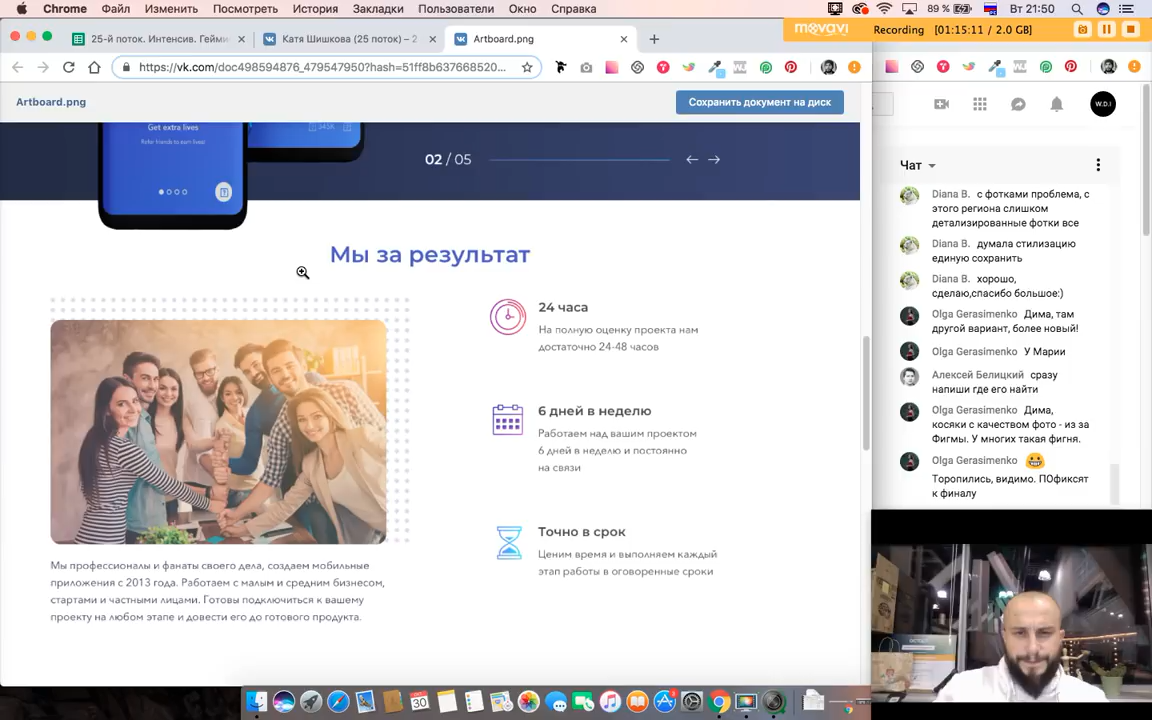 Chrome Файл Изменить Посмотреть История Закладки Пользователи Окно Справка
89 % Вт 21:50
movavi Recording [01:15:11 / 2.0 GB]
25-й поток. Интенсив. Гейми
Катя Шишкова (25 поток) – 2
Artboard.png
https://vk.com/doc498594876_479547950?hash=51ff8b637668520...
Artboard.png
Сохранить документ на диск
W.D.I
Get extra lives
Refer friends to earn lives!
02 / 05
Мы за результат
24 часа
На полную оценку проекта нам
достаточно 24-48 часов
6 дней в неделю
Работаем над вашим проектом
6 дней в неделю и постоянно
на связи
Точно в срок
Ценим время и выполняем каждый
этап работы в оговоренные сроки
Мы профессионалы и фанаты своего дела, создаем мобильные
приложения с 2013 года. Работаем с малым и средним бизнесом,
стартами и частными лицами. Готовы подключиться к вашему
проекту на любом этапе и довести его до готового продукта.
Чат
Diana B. с фотками проблема, с
этого региона слишком
детализированные фотки все
Diana B. думала стилизацию
единую сохранить
Diana B. хорошо,
сделаю,спасибо большое:)
Olga Gerasimenko Дима, там
другой вариант, более новый!
Olga Gerasimenko У Марии
Алексей Белицкий сразу
напиши где его найти
Olga Gerasimenko Дима,
косяки с качеством фото - из за
Фигмы. У многих такая фигня.
Olga Gerasimenko
Торопились, видимо. ПОфиксят
к финалу
30